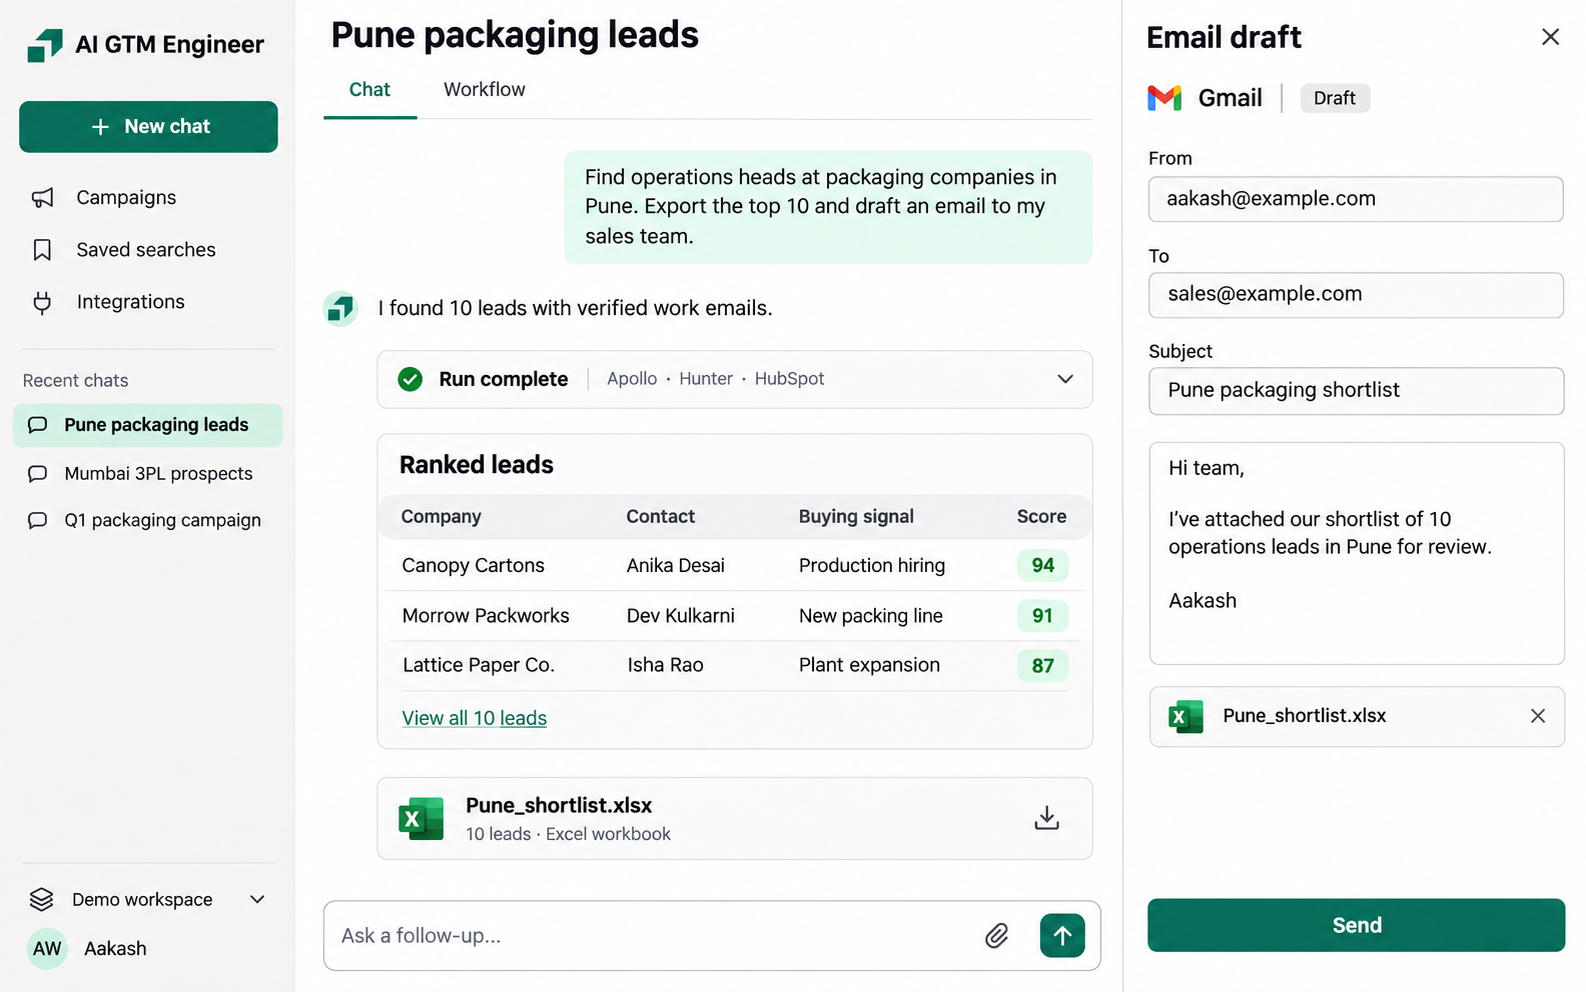 AI GTM Engineer
New chat
Campaigns
Saved searches
Integrations
Recent chats
Pune packaging leads
Mumbai 3PL prospects
Q1 packaging campaign
Demo workspace
AW Aakash
Pune packaging leads
Chat Workflow
Find operations heads at packaging companies in
Pune. Export the top 10 and draft an email to my
sales team.
I found 10 leads with verified work emails.
Run complete Apollo · Hunter · HubSpot
Ranked leads
Company Contact Buying signal Score
Canopy Cartons Anika Desai Production hiring 94
Morrow Packworks Dev Kulkarni New packing line 91
Lattice Paper Co. Isha Rao Plant expansion 87
View all 10 leads
X Pune_shortlist.xlsx
10 leads · Excel workbook
Ask a follow-up...
Email draft
Gmail Draft
From
aakash@example.com
To
sales@example.com
Subject
Pune packaging shortlist
Hi team,
I’ve attached our shortlist of 10
operations leads in Pune for review.
Aakash
X Pune_shortlist.xlsx
Send